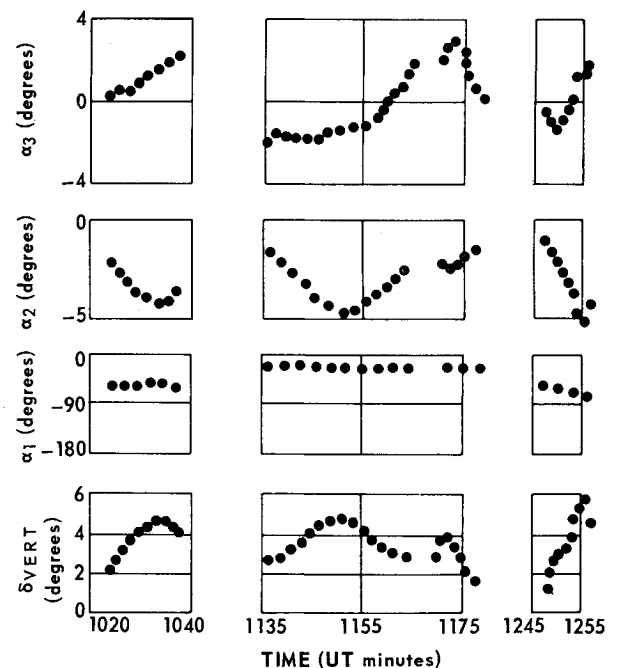 4
0
−4
α3 (degrees)
0
−5
α2 (degrees)
0
−90
−180
α1 (degrees)
6
4
2
0
δVERT
(degrees)
1020 1040 1135 1155 1175 1245 1255
TIME (UT minutes)